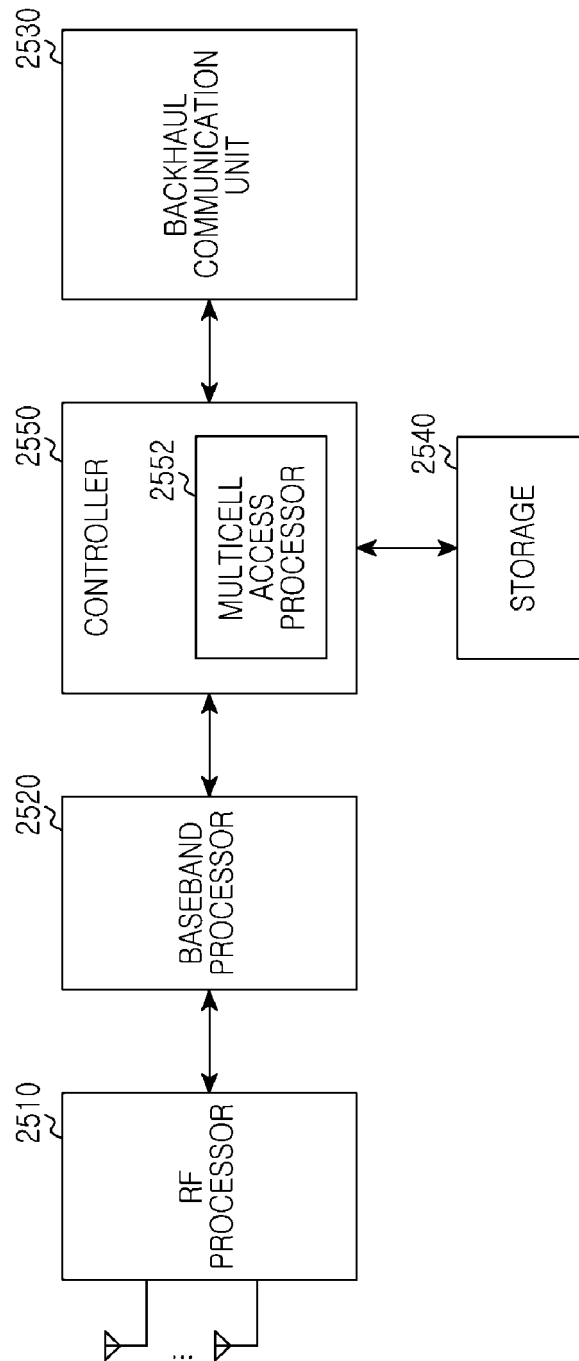 2510
RF
PROCESSOR
...
2520
BASEBAND
PROCESSOR
2550
CONTROLLER
2552
MULTICELL
ACCESS
PROCESSOR
2530
BACKHAUL
COMMUNICATION
UNIT
2540
STORAGE